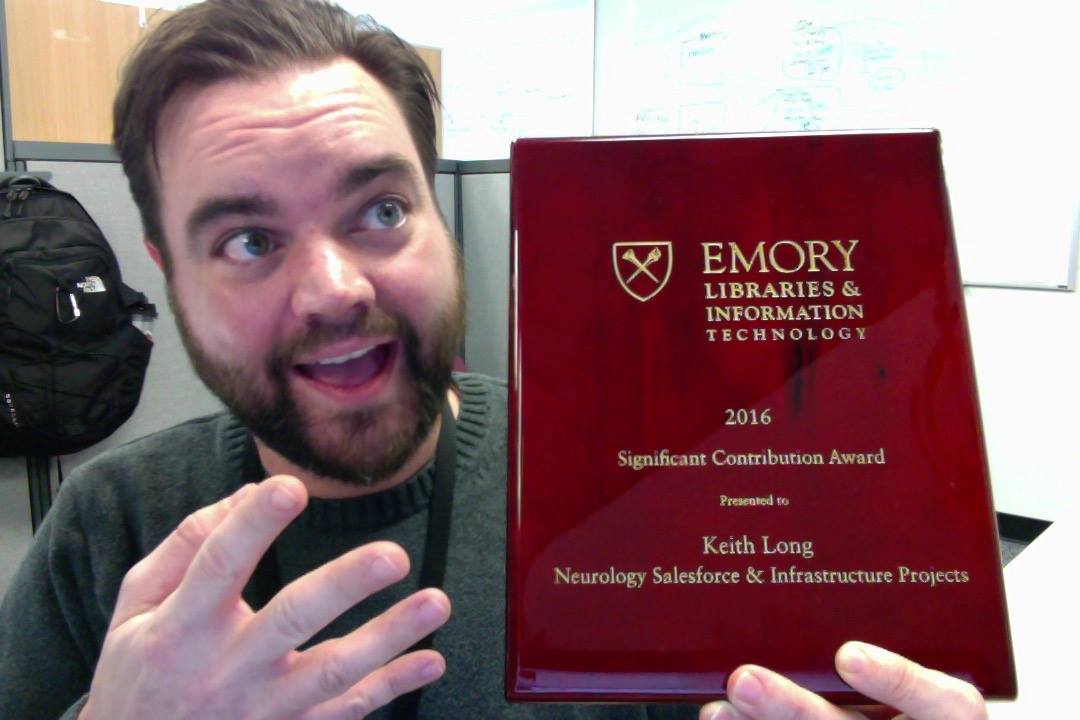 EMORY
LIBRARIES &
INFORMATION
TECHNOLOGY
2016
Significant Contribution Award
Presented to
Keith Long
Neurology Salesforce & Infrastructure Projects